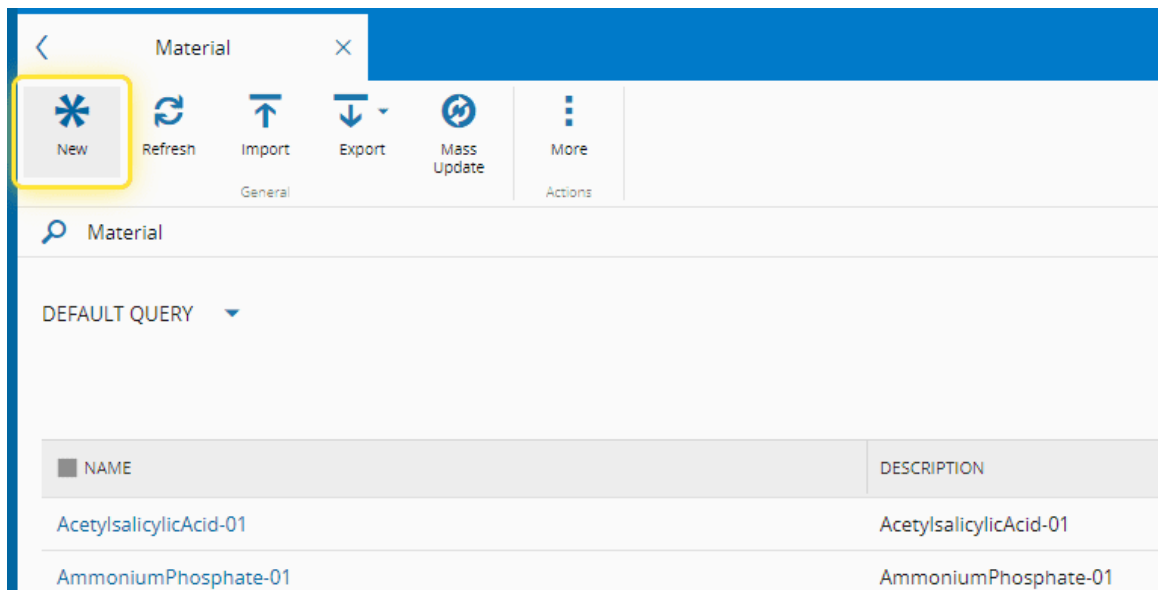 Material
New
Refresh
Import
Export
Mass
Update
More
General
Actions
Material
DEFAULT QUERY
NAME
DESCRIPTION
AcetylsalicylicAcid-01
AcetylsalicylicAcid-01
AmmoniumPhosphate-01
AmmoniumPhosphate-01